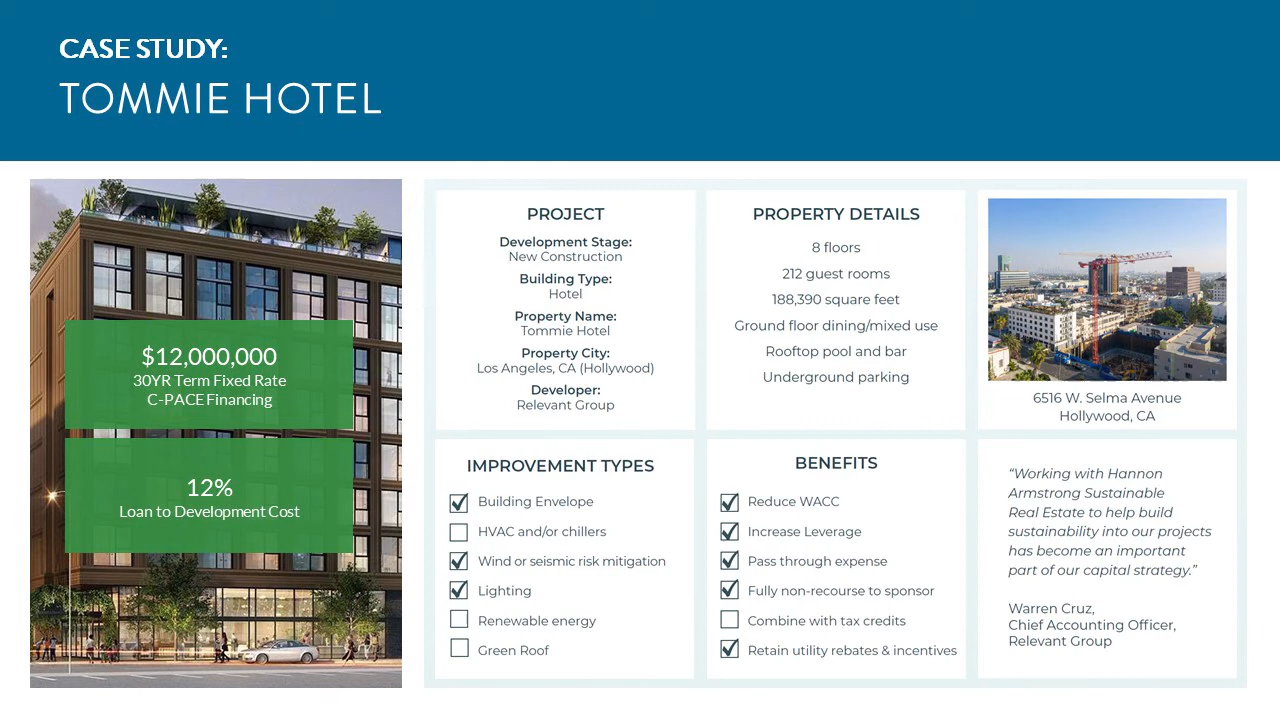 CASE STUDY:
TOMMIE HOTEL
$12,000,000
30YR Term Fixed Rate
C-PACE Financing
12%
Loan to Development Cost
PROJECT
Development Stage:
New Construction
Building Type:
Hotel
Property Name:
Tommie Hotel
Property City:
Los Angeles, CA (Hollywood)
Developer:
Relevant Group
PROPERTY DETAILS
8 floors
212 guest rooms
188,390 square feet
Ground floor dining/mixed use
Rooftop pool and bar
Underground parking
6516 W. Selma Avenue
Hollywood, CA
IMPROVEMENT TYPES
Building Envelope
HVAC and/or chillers
Wind or seismic risk mitigation
Lighting
Renewable energy
Green Roof
BENEFITS
Reduce WACC
Increase Leverage
Pass through expense
Fully non-recourse to sponsor
Combine with tax credits
Retain utility rebates & incentives
“Working with Hannon
Armstrong Sustainable
Real Estate to help build
sustainability into our projects
has become an important
part of our capital strategy.”
Warren Cruz,
Chief Accounting Officer,
Relevant Group